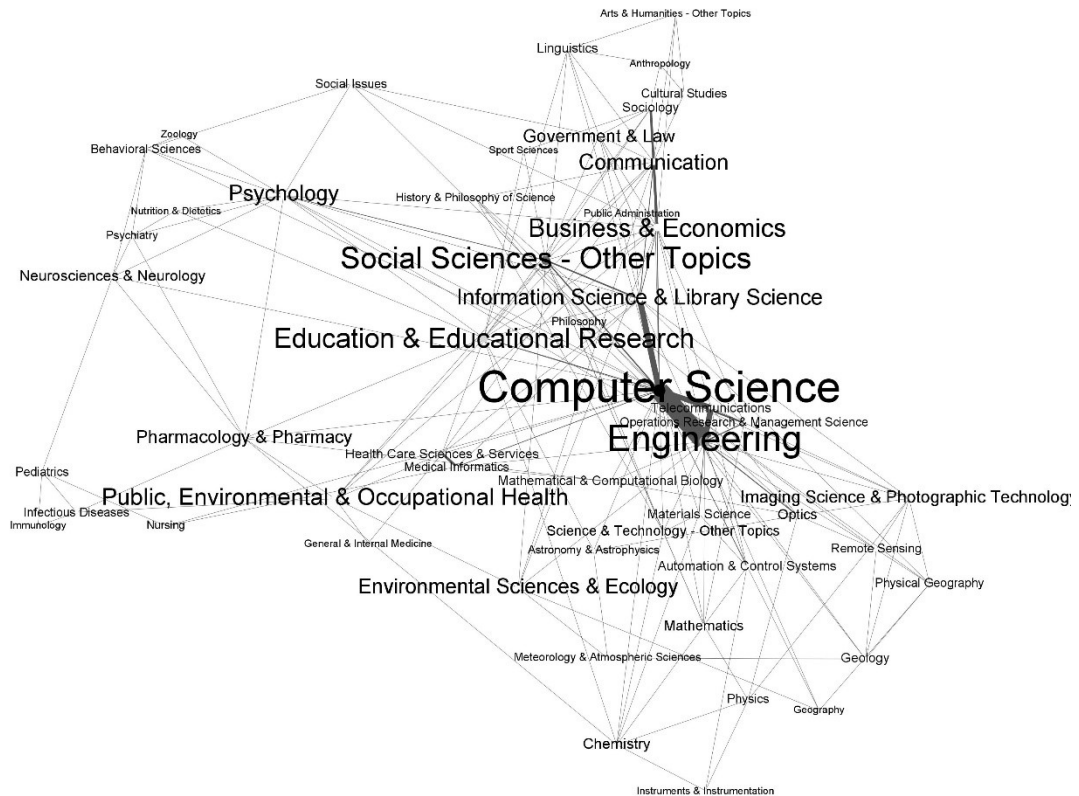 Arts & Humanities - Other Topics
Linguistics
Anthropology
Social Issues
Cultural Studies
Sociology
Zoology
Government & Law
Behavioral Sciences
Sport Sciences
Communication
Psychology
History & Philosophy of Science
Nutrition & Dietetics
Public Administration
Psychiatry
Business & Economics
Social Sciences - Other Topics
Neurosciences & Neurology
Information Science & Library Science
Philosophy
Education & Educational Research
Computer Science
Telecommunications
Operations Research & Management Science
Pharmacology & Pharmacy
Engineering
Health Care Sciences & Services
Medical Informatics
Pediatrics
Mathematical & Computational Biology
Public, Environmental & Occupational Health
Imaging Science & Photographic Technology
Infectious Diseases
Materials Science
Optics
Immunology
Nursing
Science & Technology - Other Topics
General & Internal Medicine
Astronomy & Astrophysics
Remote Sensing
Automation & Control Systems
Environmental Sciences & Ecology
Physical Geography
Mathematics
Meteorology & Atmospheric Sciences
Geology
Physics
Geography
Chemistry
Instruments & Instrumentation